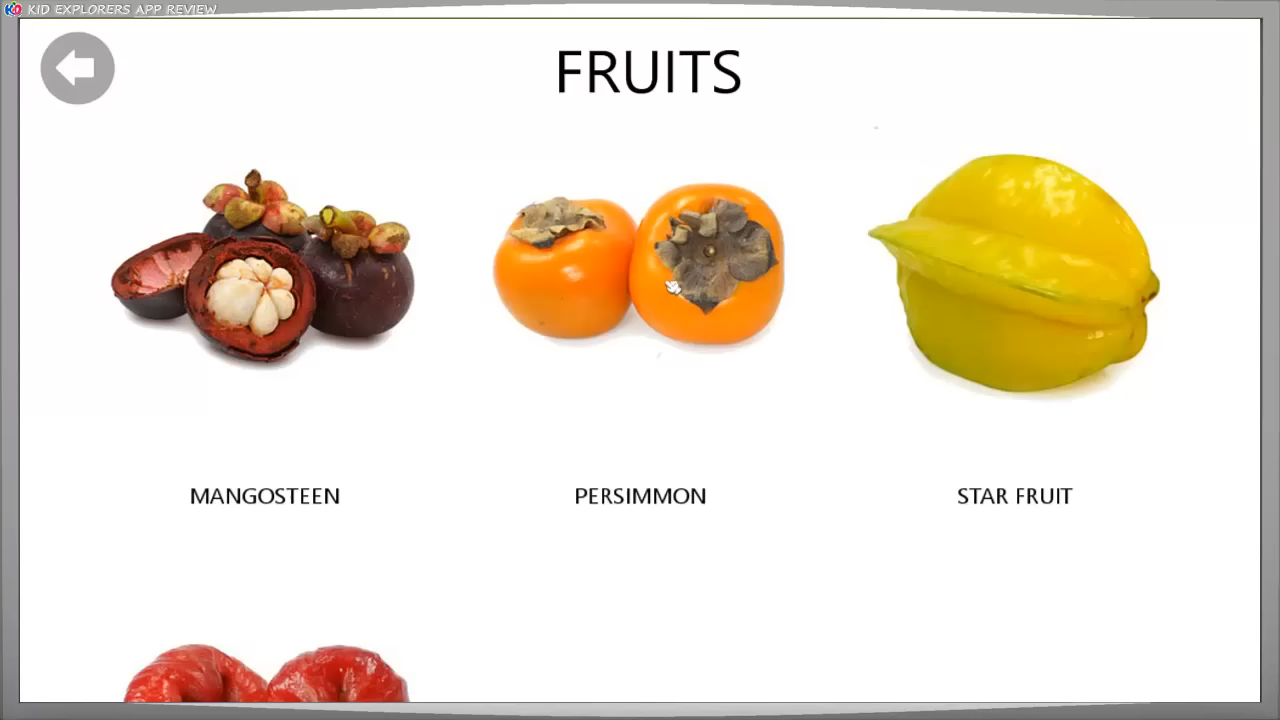 KID EXPLORERS APP REVIEW
FRUITS
MANGOSTEEN
PERSIMMON
STAR FRUIT